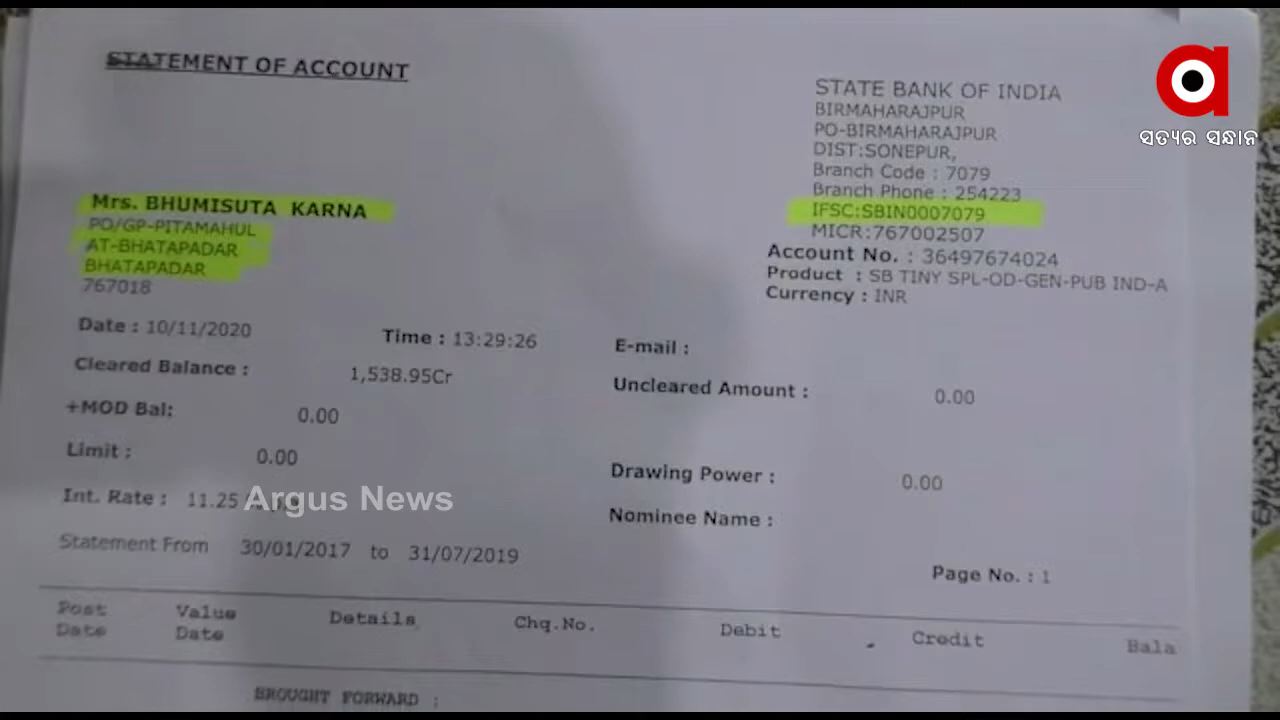 STATEMENT OF ACCOUNT
STATE BANK OF INDIA
BIRMAHARAJPUR
PO-BIRMAHARAJPUR
DIST:SONEPUR,
Branch Code : 7079
Branch Phone : 254223
IFSC:SBIN0007079
MICR:767002507
Account No. : 36497674024
Product : SB TINY SPL-OD-GEN-PUB IND-A
Currency : INR
ସତ୍ୟର ସନ୍ଧାନ
Mrs. BHUMISUTA KARNA
PO/GP-PITAMAHUL
AT-BHATAPADAR
BHATAPADAR
767018
Date : 10/11/2020 Time : 13:29:26 E-mail :
Cleared Balance : 1,538.95Cr Uncleared Amount : 0.00
+MOD Bal: 0.00
Limit : 0.00 Drawing Power : 0.00
Int. Rate : 11.25 Nominee Name :
Argus News
Statement From 30/01/2017 to 31/07/2019
Page No. : 1
Post Date Value Date Details Chq.No. Debit Credit Bala
BROUGHT FORWARD :